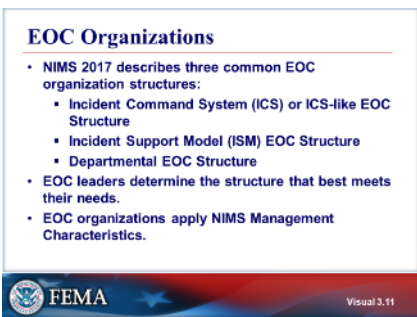 EOC Organizations
• NIMS 2017 describes three common EOC
organization structures:
▪ Incident Command System (ICS) or ICS-like EOC
Structure
▪ Incident Support Model (ISM) EOC Structure
▪ Departmental EOC Structure
• EOC leaders determine the structure that best meets
their needs.
• EOC organizations apply NIMS Management
Characteristics.
FEMA
Visual 3.11